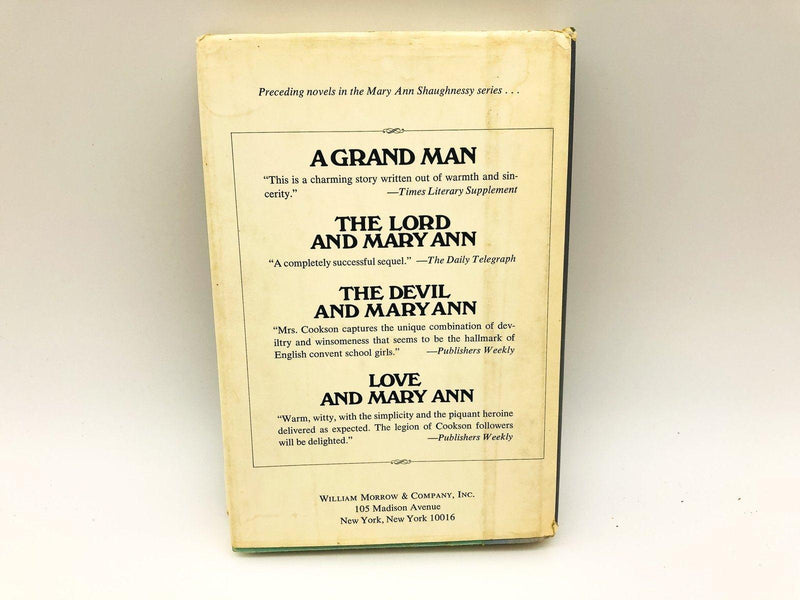 Preceding novels in the Mary Ann Shaughnessy series . . .
A GRAND MAN
“This is a charming story written out of warmth and sin-
cerity.” —Times Literary Supplement
THE LORD
AND MARY ANN
“A completely successful sequel.” —The Daily Telegraph
THE DEVIL
AND MARY ANN
“Mrs. Cookson captures the unique combination of dev-
iltry and winsomeness that seems to be the hallmark of
English convent school girls.” —Publishers Weekly
LOVE
AND MARY ANN
“Warm, witty, with the simplicity and the piquant heroine
delivered as expected. The legion of Cookson followers
will be delighted.” —Publishers Weekly
WILLIAM MORROW & COMPANY, INC.
105 Madison Avenue
New York, New York 10016